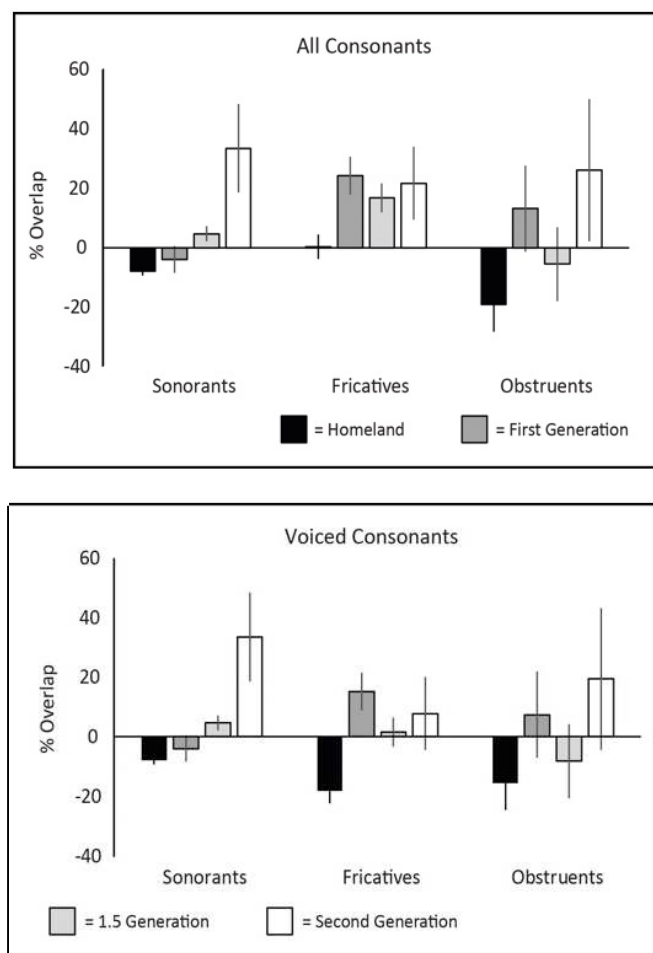 All Consonants
60
40
20
0
-20
-40
% Overlap
Sonorants Fricatives Obstruents
= Homeland = First Generation
Voiced Consonants
60
40
20
0
-20
-40
% Overlap
Sonorants Fricatives Obstruents
= 1.5 Generation = Second Generation